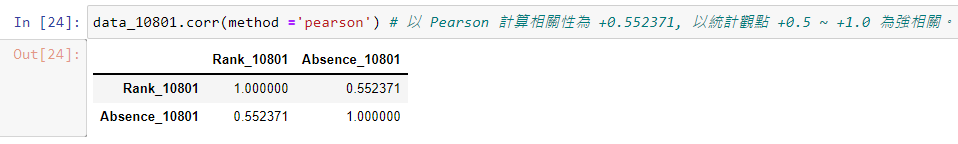 In [24]: data_10801.corr(method ='pearson') # 以 Pearson 計算相關性為 +0.552371, 以統計觀點 +0.5 ~ +1.0 為強相關。
Out[24]:
Rank_10801 Absence_10801
Rank_10801 1.000000 0.552371
Absence_10801 0.552371 1.000000